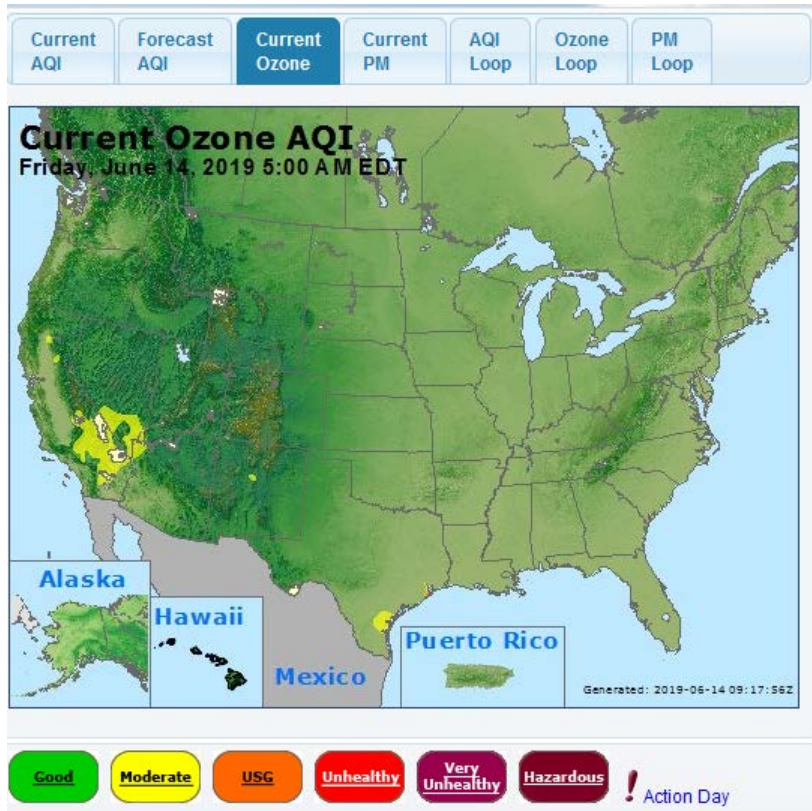 Current AQI
Forecast AQI
Current Ozone
Current PM
AQI Loop
Ozone Loop
PM Loop
Current Ozone AQI
Friday, June 14, 2019 5:00 AM EDT
Alaska
Hawaii
Mexico
Puerto Rico
Generated: 2019-06-14 09:17:56Z
Good
Moderate
USG
Unhealthy
Very Unhealthy
Hazardous
! Action Day